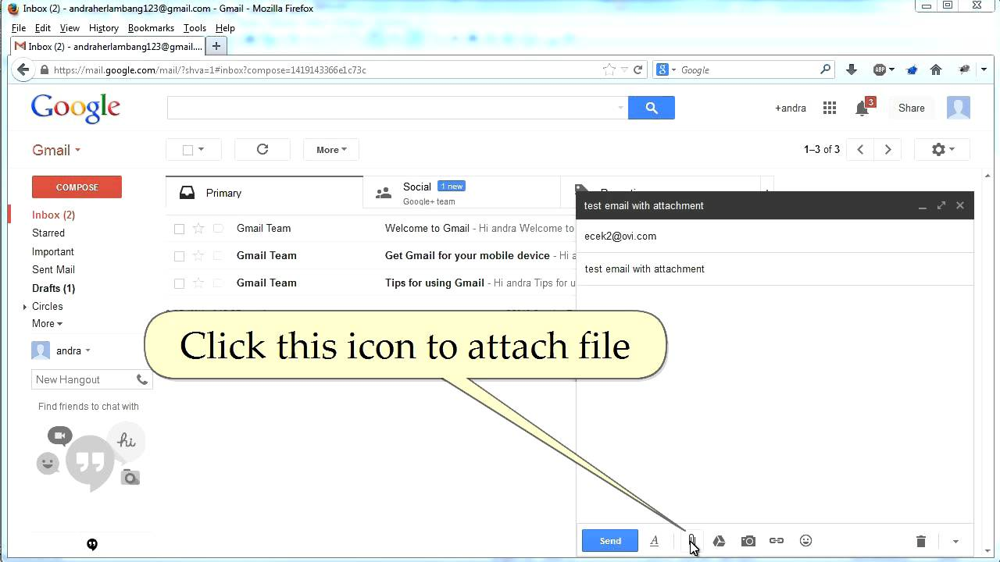 Inbox (2) - andraherlambang123@gmail.com - Gmail - Mozilla Firefox
File Edit View History Bookmarks Tools Help
Inbox (2) - andraherlambang123@gmail....
https://mail.google.com/mail/?shva=1#inbox?compose=1419143366e1c73c
Google
ABP
Google
+andra
3
Share
Gmail
More
1–3 of 3
COMPOSE
Primary
Social 1 new
Google+ team
Inbox (2)
Starred
Important
Sent Mail
Drafts (1)
Circles
More
andra
New Hangout
Find friends to chat with
hi
Gmail Team Welcome to Gmail - Hi andra Welcome to
Gmail Team Get Gmail for your mobile device - Hi a
Gmail Team Tips for using Gmail - Hi andra Tips for u
test email with attachment
ecek2@ovi.com
test email with attachment
Click this icon to attach file
Send A